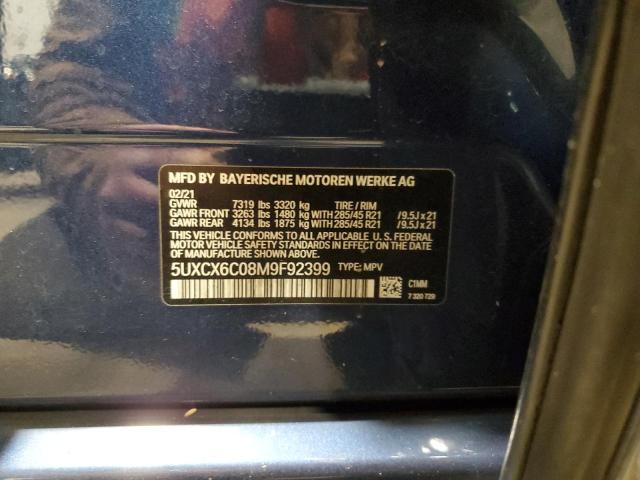 MFD BY BAYERISCHE MOTOREN WERKE AG
02/21
GVWR 7319 lbs 3320 kg TIRE / RIM
GAWR FRONT 3263 lbs 1480 kg WITH 285/45 R21 /9.5J x 21
GAWR REAR 4134 lbs 1875 kg WITH 285/45 R21 /9.5J x 21
THIS VEHICLE CONFORMS TO ALL APPLICABLE U. S. FEDERAL
MOTOR VEHICLE SAFETY STANDARDS IN EFFECT ON THE DATE
OF MANUFACTURE SHOWN ABOVE.
5UXCX6C08M9F92399 TYPE: MPV
C1MM
7 320 729